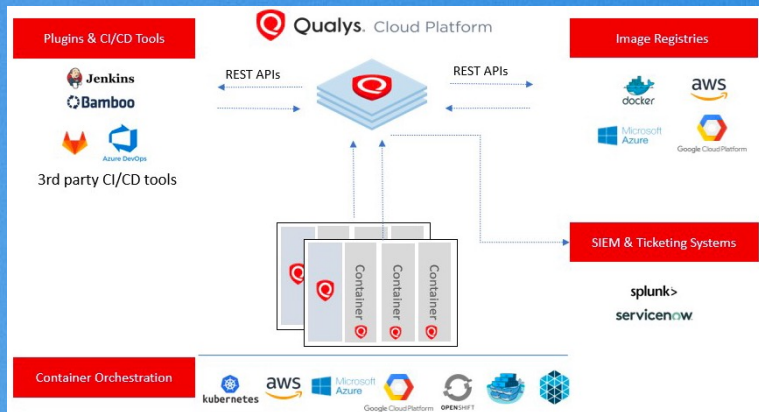 Qualys. Cloud Platform
Plugins & CI/CD Tools
Jenkins
Bamboo
Azure DevOps
3rd party CI/CD tools
REST APIs
REST APIs
Image Registries
docker
aws
Microsoft
Azure
Google Cloud Platform
SIEM & Ticketing Systems
splunk>
servicenow
Container
Container
Container
Container Orchestration
kubernetes
aws
Microsoft
Azure
Google Cloud Platform
OPENSHIFT